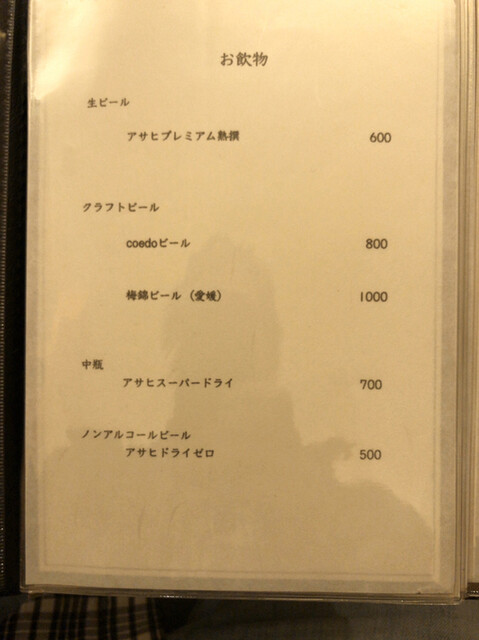 お飲物
生ビール
アサヒプレミアム熟撰 600
クラフトビール
coedoビール 800
梅錦ビール (愛媛) 1000
中瓶
アサヒスーパードライ 700
ノンアルコールビール
アサヒドライゼロ 500